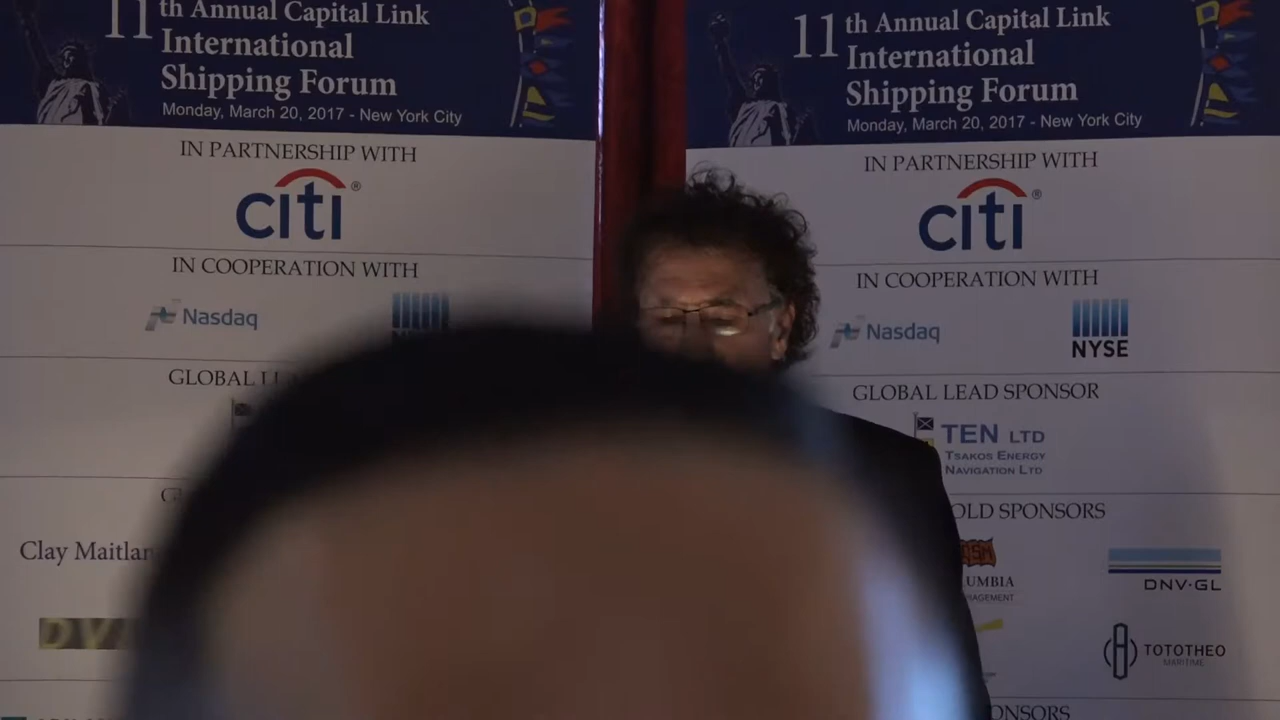 11th Annual Capital Link
International
Shipping Forum
Monday, March 20, 2017 - New York City
IN PARTNERSHIP WITH
citi®
IN COOPERATION WITH
Nasdaq
GLOBAL
Clay
11th Annual Capital Link
International
Shipping Forum
Monday, March 20, 2017 - New York City
IN PARTNERSHIP WITH
citi®
IN COOPERATION WITH
Nasdaq
NYSE
GLOBAL LEAD SPONSOR
TEN LTD
TSAKOS ENERGY
NAVIGATION LTD
OLD SPONSORS
UMBIA
DNV·GL
TOTOTHEO
MARITIME
ONSORS